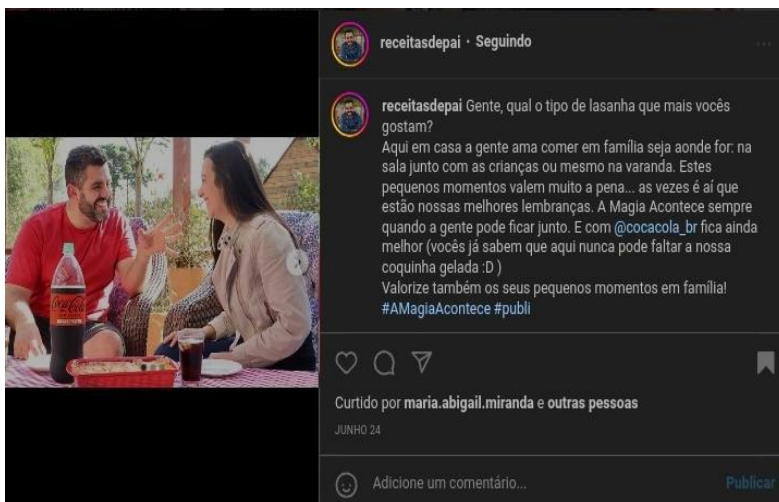 receitasdepai • Seguindo
receitasdepai Gente, qual o tipo de lasanha que mais vocês
gostam?
Aqui em casa a gente ama comer em família seja aonde for: na
sala junto com as crianças ou mesmo na varanda. Estes
pequenos momentos valem muito a pena... as vezes é aí que
estão nossas melhores lembranças. A Magia Acontece sempre
quando a gente pode ficar junto. E com @cocacola_br fica ainda
melhor (vocês já sabem que aqui nunca pode faltar a nossa
coquinha gelada :D )
Valorize também os seus pequenos momentos em família!
#AMagiaAcontece #publi
Coca-Cola
Curtido por maria.abigail.miranda e outras pessoas
JUNHO 24
Adicione um comentário... Publicar